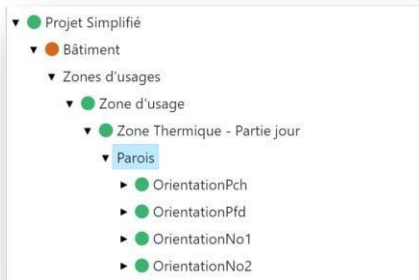 Projet Simplifié
Bâtiment
Zones d'usages
Zone d'usage
Zone Thermique - Partie jour
Parois
OrientationPch
OrientationPfd
OrientationNo1
OrientationNo2